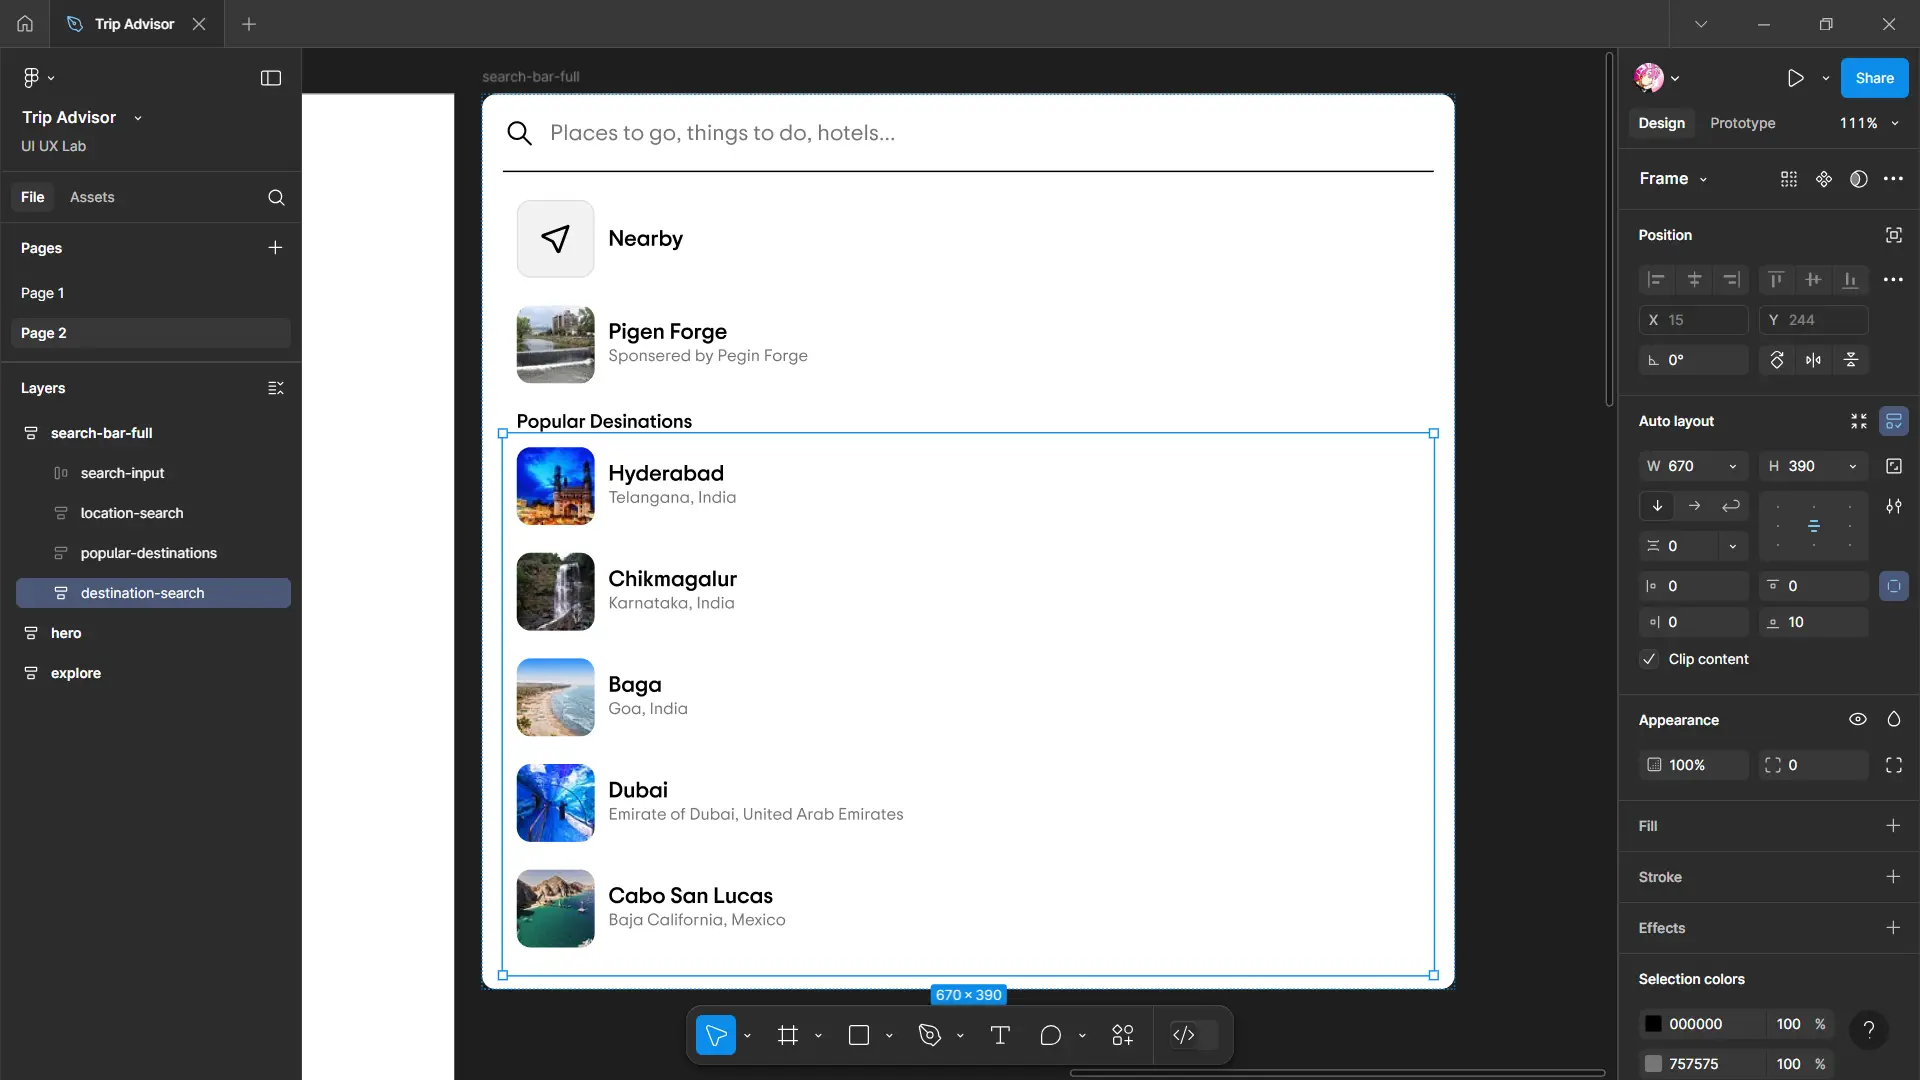 Trip Advisor
search-bar-full
Share
Trip Advisor
UI UX Lab
Design
Prototype
111%
File
Assets
Places to go, things to do, hotels...
Frame
Pages
Position
Nearby
Page 1
X 15
Y 244
Page 2
0°
Pigen Forge
Sponsered by Pegin Forge
Layers
Auto layout
Popular Desinations
search-bar-full
W 670
H 390
search-input
Hyderabad
Telangana, India
location-search
0
popular-destinations
Chikmagalur
Karnataka, India
destination-search
0
0
0
10
hero
Clip content
explore
Baga
Goa, India
Appearance
100%
0
Dubai
Emirate of Dubai, United Arab Emirates
Fill
Stroke
Cabo San Lucas
Baja California, Mexico
Effects
Selection colors
670 × 390
000000
100 %
?
757575
100 %